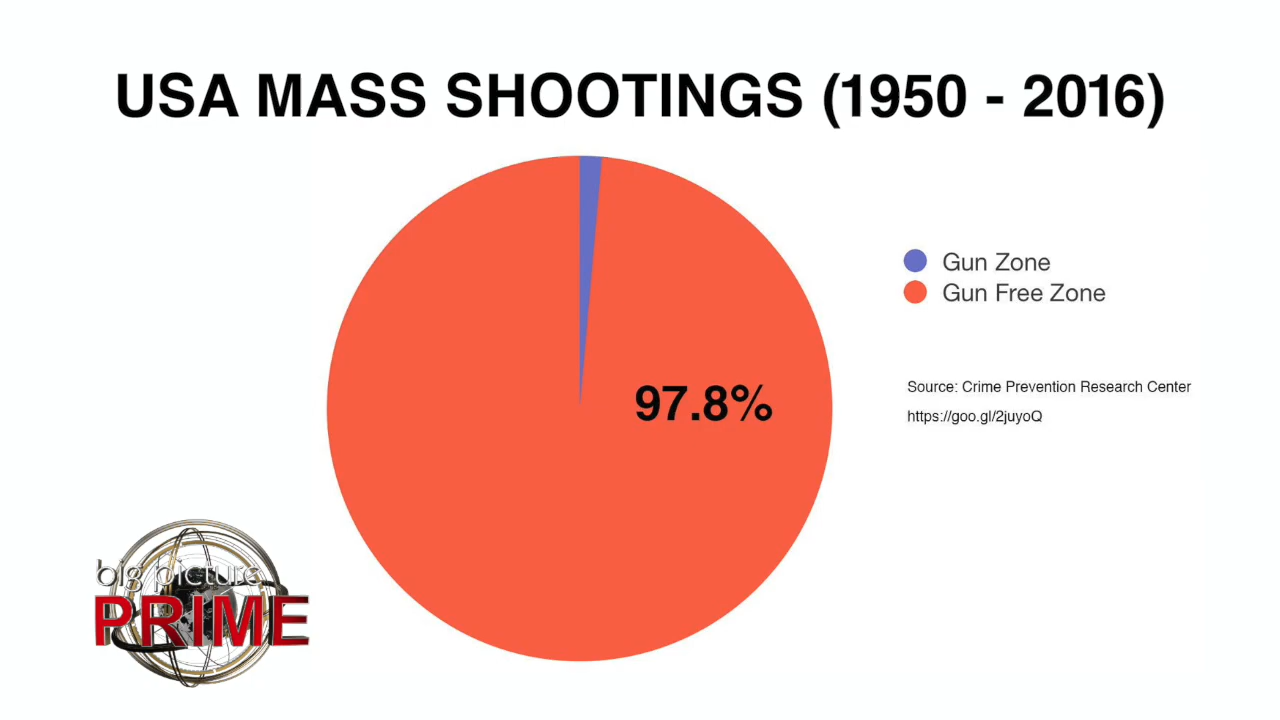 USA MASS SHOOTINGS (1950 - 2016)
Gun Zone
Gun Free Zone
Source: Crime Prevention Research Center
https://goo.gl/2juyoQ
97.8%
big picture
PRIME